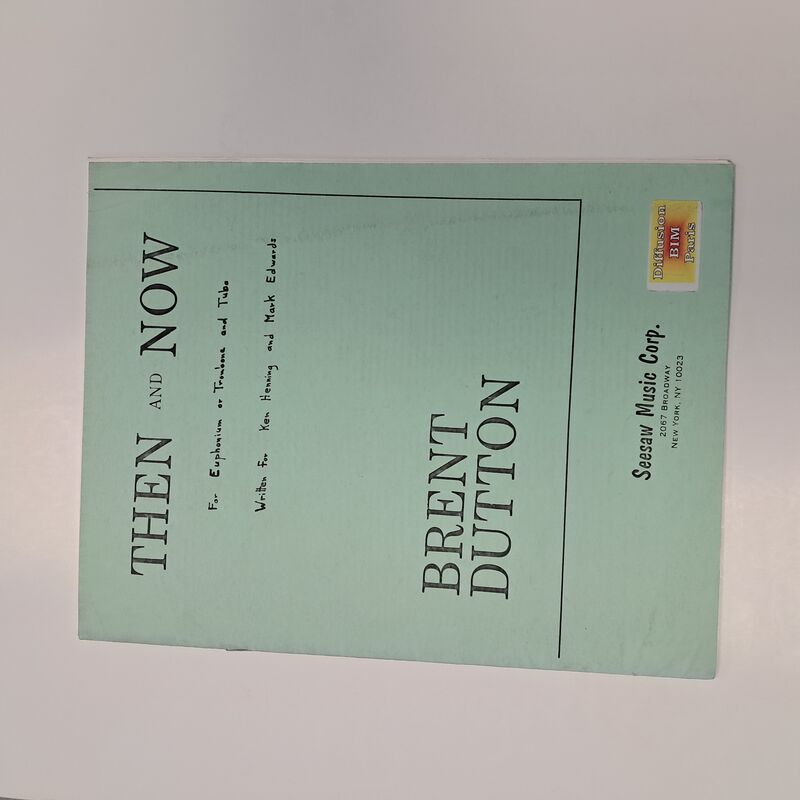 THEN AND NOW
For Euphonium or Trombone and Tuba
Written for Ken Henning and Mark Edwards
BRENT
DUTTON
Seesaw Music Corp.
2067 BROADWAY
NEW YORK, NY 10023
Diffusion
BIM
Paris